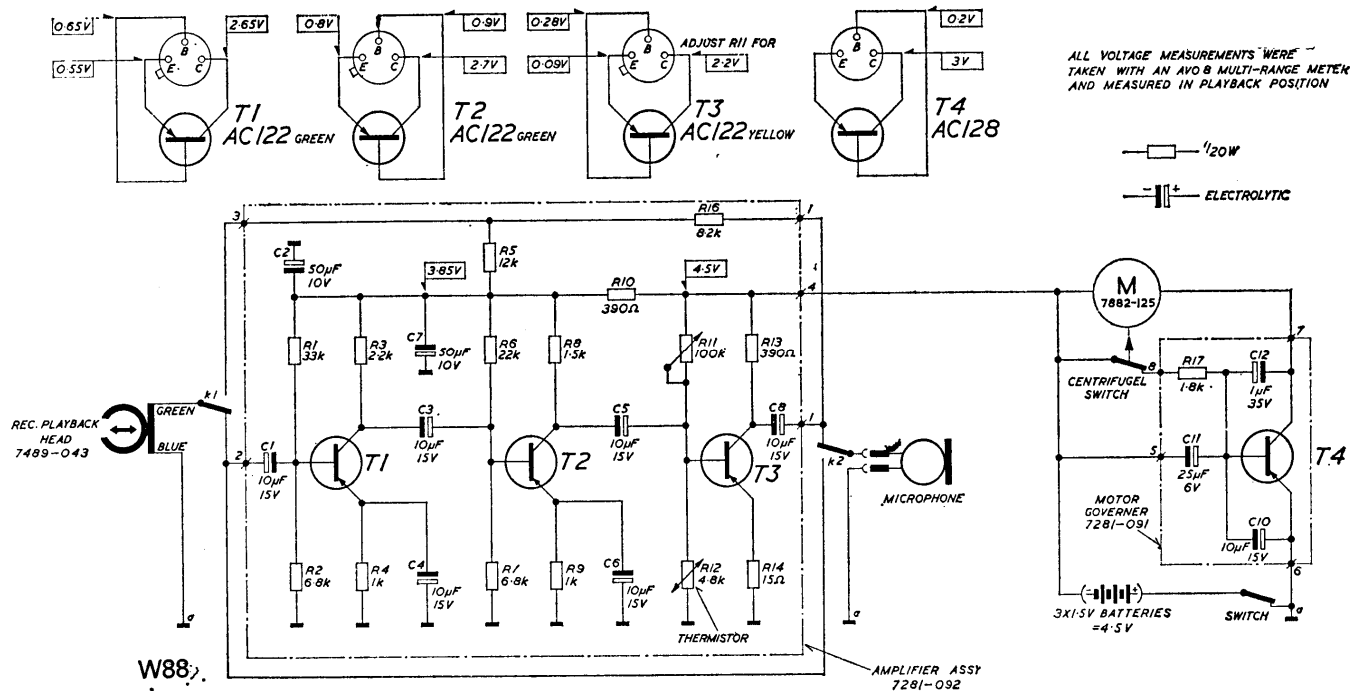 0.65V
2.65V
0.55V
B
E
C
T1
AC122 GREEN
0.8V
0.9V
2.7V
B
E
C
T2
AC122 GREEN
0.28V
0.09V
ADJUST R11 FOR
2.2V
B
E
C
T3
AC122 YELLOW
0.2V
3V
B
E
C
T4
AC128
ALL VOLTAGE MEASUREMENTS WERE
TAKEN WITH AN AVO 8 MULTI-RANGE METER
AND MEASURED IN PLAYBACK POSITION
1/20W
- +
ELECTROLYTIC
3
R16
8.2k
1
C2
50µF
10V
3.85V
R5
12k
R10
390Ω
4.5V
4
M
7882-125
7
R1
33k
R3
2.2k
C7
50µF
10V
R6
22k
R8
1.5k
R11
100k
R13
390Ω
CENTRIFUGEL
SWITCH
8
R17
1.8k
C12
1µF
35V
REC. PLAYBACK
HEAD
7489-043
GREEN
BLUE
k1
2
C1
10µF
15V
T1
C3
10µF
15V
T2
C5
10µF
15V
T3
C8
10µF
15V
1
k2
MICROPHONE
5
C11
25µF
6V
T4
MOTOR
GOVERNER
7281-091
C10
10µF
15V
6
R2
6.8k
R4
1k
C4
10µF
15V
R7
6.8k
R9
1k
C6
10µF
15V
R12
4.8k
THERMISTOR
R14
15Ω
a
a
- +
3X1.5V BATTERIES
=4.5V
SWITCH
a
W88
AMPLIFIER ASSY
7281-092